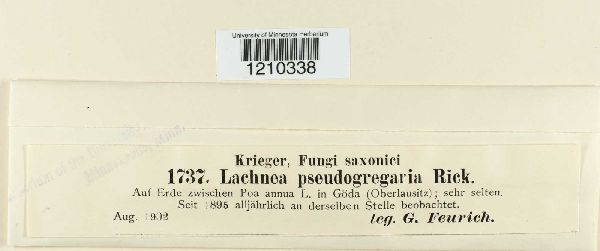 University of Minnesota Herbarium
1210338
Krieger, Fungi saxonici
1737. Lachnea pseudogregaria Rick.
Auf Erde zwischen Poa annua L. in Göda (Oberlausitz); sehr selten.
Seit 1895 alljährlich an derselben Stelle beobachtet.
Aug. 1902 leg. G. Feurich.